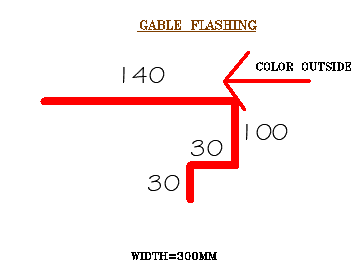 GABLE FLASHING
COLOR OUTSIDE
140
100
30
30
WIDTH=300MM